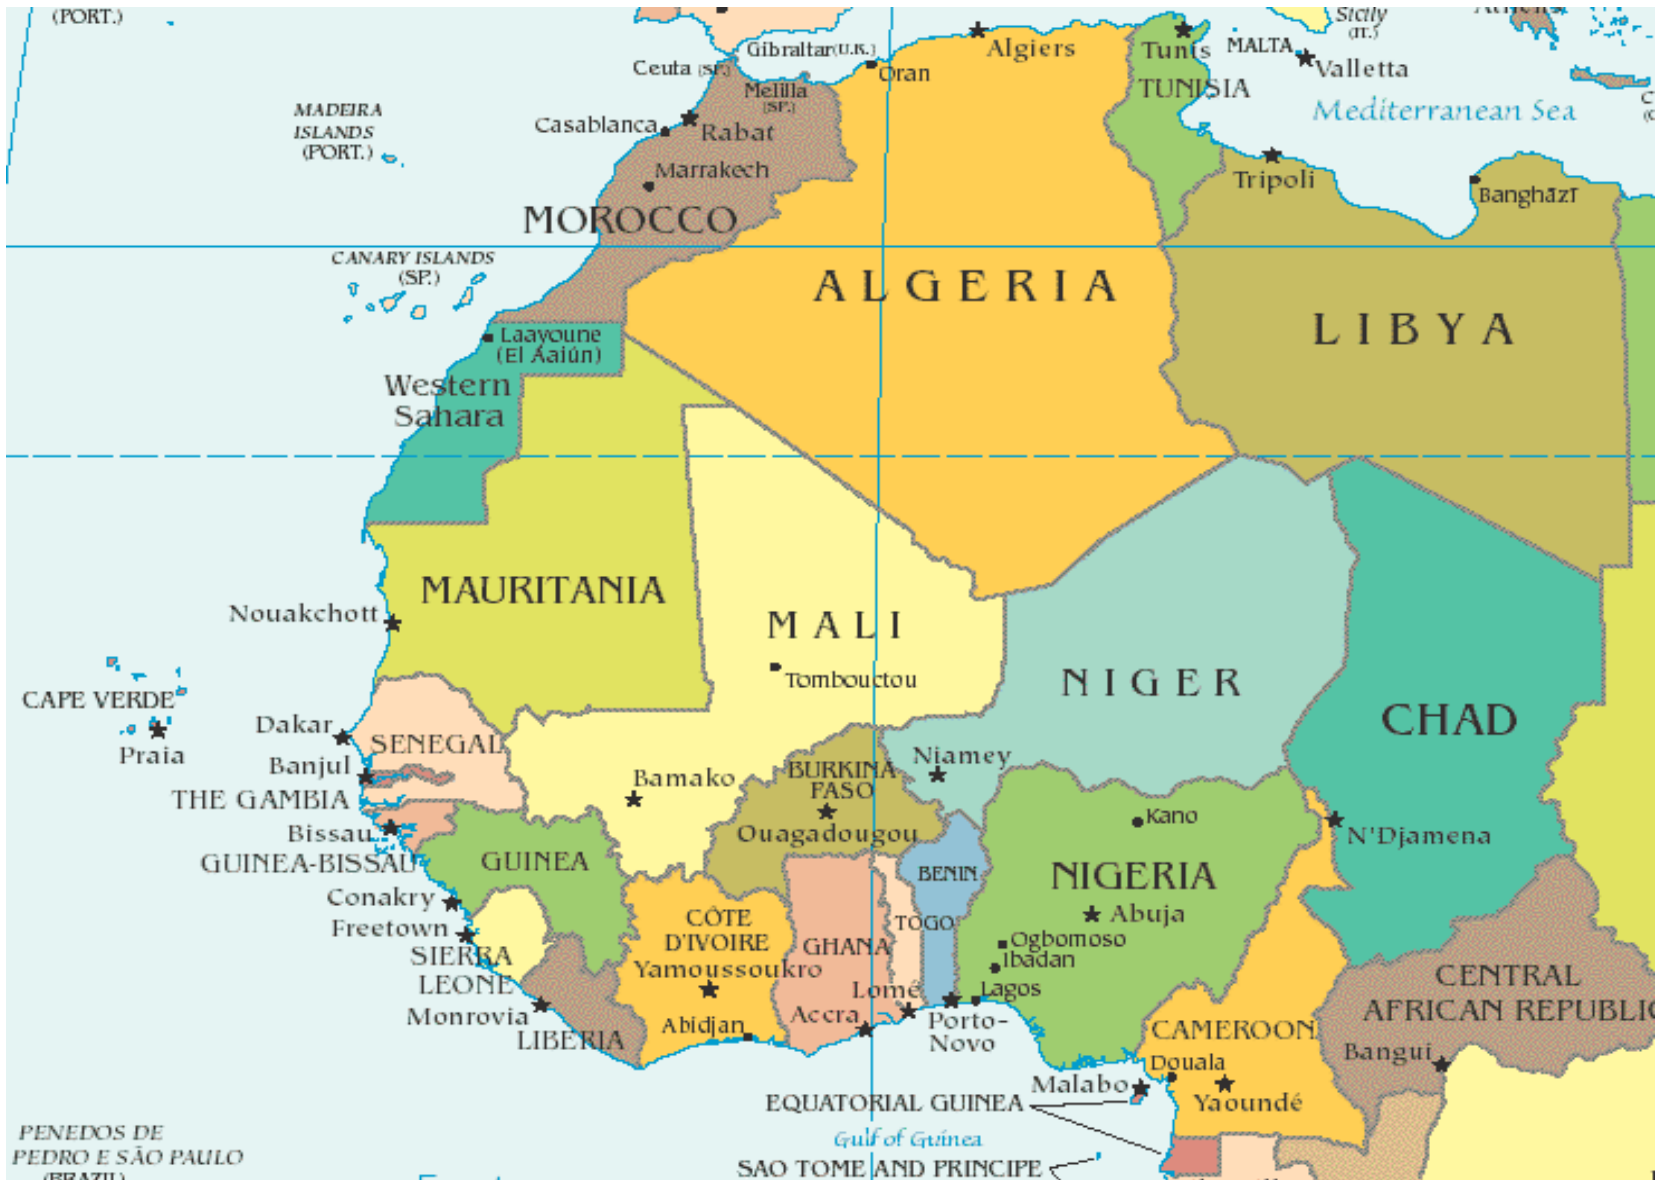 (PORT.)
Gibraltar (U.K.)
Ceuta (SP.)
Melilla
(SP.)
Oran
Algiers
Tunis
TUNISIA
MALTA
Valletta
Sicily
(IT.)
Mediterranean Sea
MADEIRA
ISLANDS
(PORT.)
Casablanca
Rabat
Marrakech
MOROCCO
Tripoli
Banghāzī
CANARY ISLANDS
(SP.)
ALGERIA
LIBYA
Laayoune
(El Aaiún)
Western
Sahara
MAURITANIA
Nouakchott
MALI
Tombouctou
NIGER
CHAD
CAPE VERDE
Praia
Dakar
SENEGAL
Banjul
THE GAMBIA
Bamako
BURKINA
FASO
Ouagadougou
Niamey
Kano
N'Djamena
Bissau
GUINEA-BISSAU
GUINEA
BENIN
NIGERIA
Abuja
Conakry
Freetown
SIERRA
LEONE
CÔTE
D'IVOIRE
Yamoussoukro
GHANA
TOGO
Ogbomoso
Ibadan
Lagos
Monrovia
LIBERIA
Abidjan
Accra
Lomé
Porto-
Novo
CENTRAL
AFRICAN REPUBLIC
Bangui
CAMEROON
Douala
Yaoundé
Malabo
EQUATORIAL GUINEA
Gulf of Guinea
SAO TOME AND PRINCIPE
PENEDOS DE
PEDRO E SÃO PAULO
(BRAZIL)